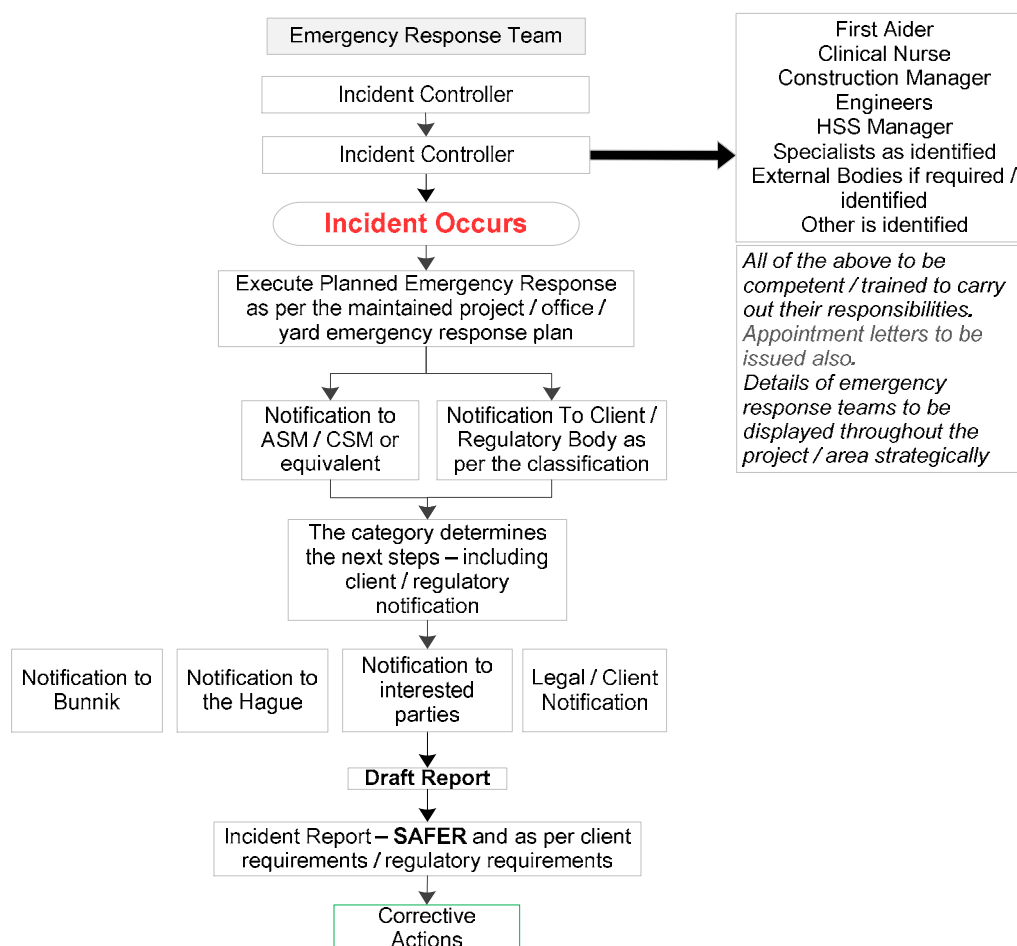 Emergency Response Team
Incident Controller
Incident Controller
First Aider
Clinical Nurse
Construction Manager
Engineers
HSS Manager
Specialists as identified
External Bodies if required /
identified
Other is identified
All of the above to be
competent / trained to carry
out their responsibilities.
Appointment letters to be
issued also.
Details of emergency
response teams to be
displayed throughout the
project / area strategically
Incident Occurs
Execute Planned Emergency Response
as per the maintained project / office /
yard emergency response plan
Notification to
ASM / CSM or
equivalent
Notification To Client /
Regulatory Body as
per the classification
The category determines
the next steps – including
client / regulatory
notification
Notification to
Bunnik
Notification to
the Hague
Notification to
interested
parties
Legal / Client
Notification
Draft Report
Incident Report – SAFER and as per client
requirements / regulatory requirements
Corrective
Actions